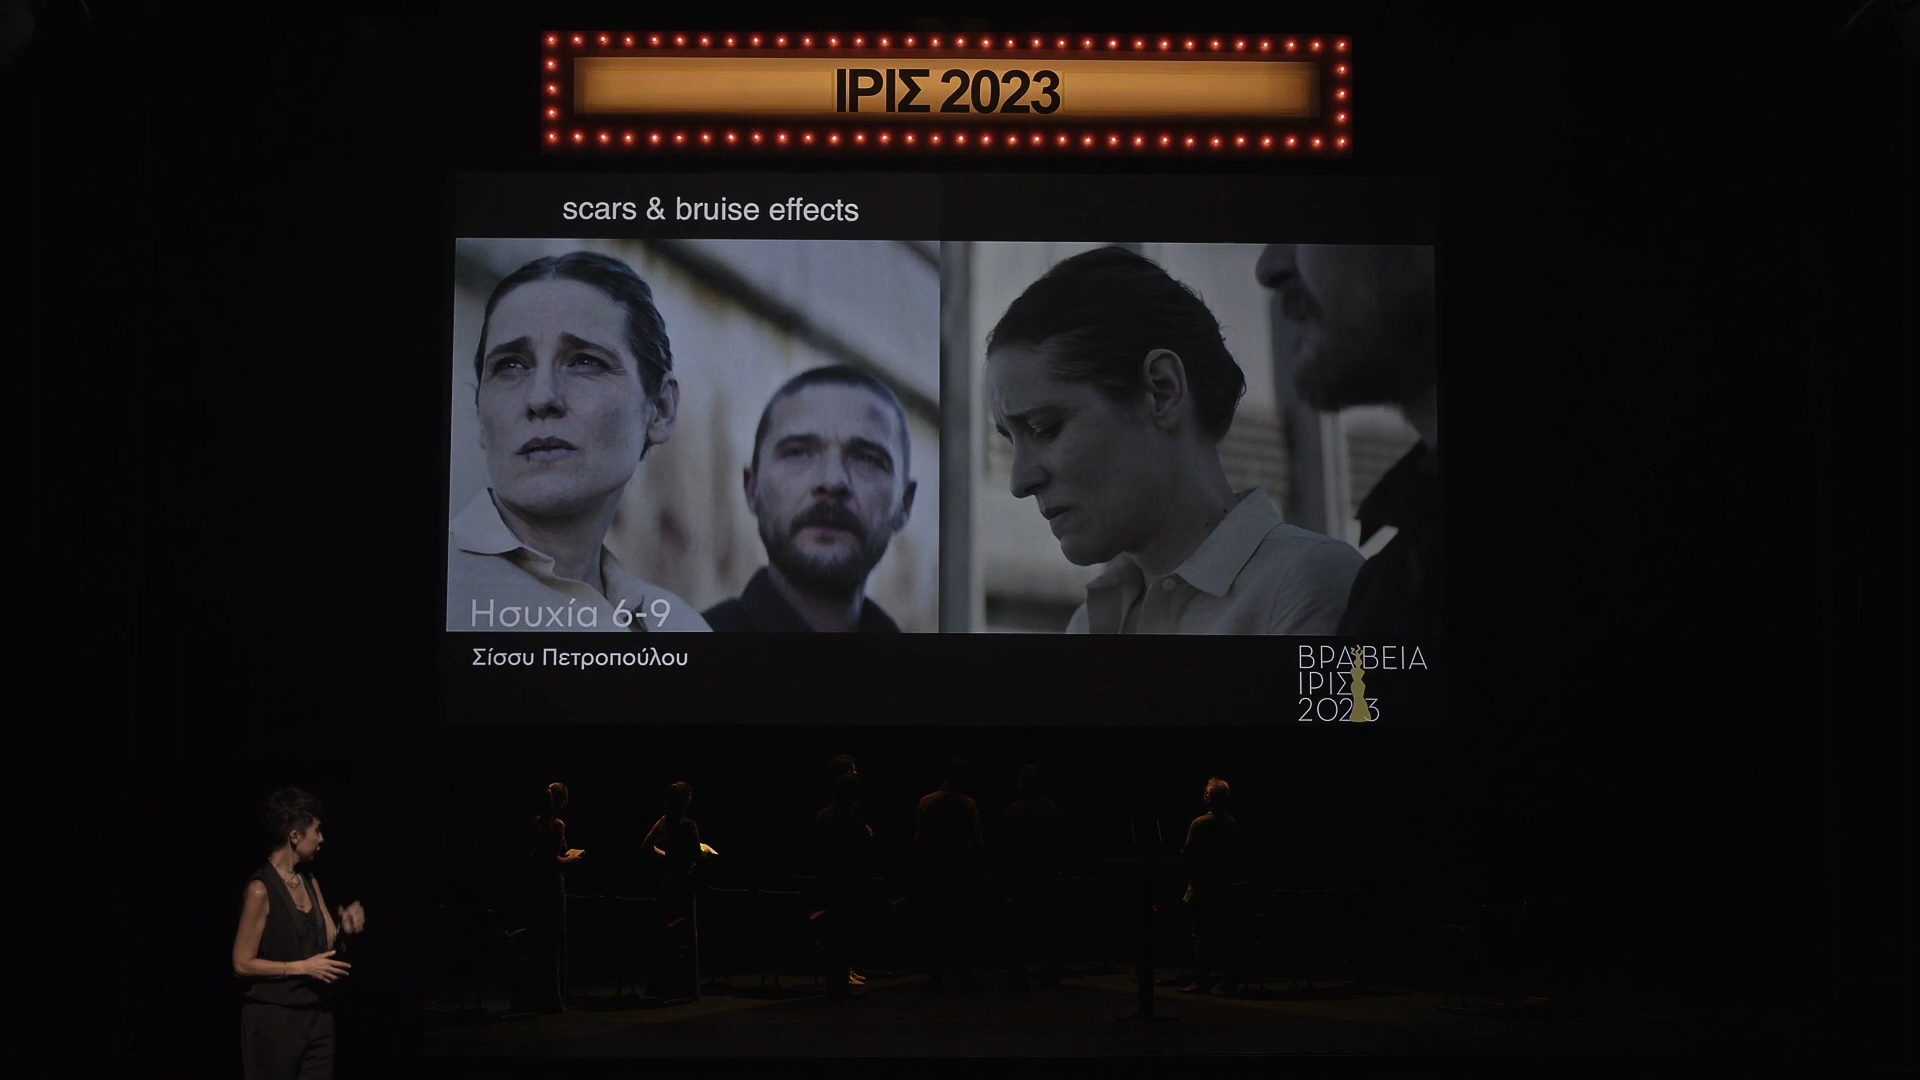 ΙΡΙΣ 2023
scars & bruise effects
Ησυχία 6-9
Σίσσυ Πετροπούλου
ΒΡΑΒΕΙΑ
ΙΡΙΣ
2023